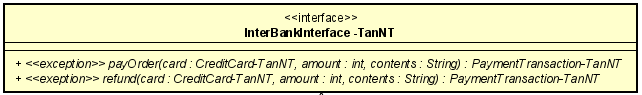 <<interface>>
InterBankInterface -TanNT
+ <<exception>> payOrder(card : CreditCard-TanNT, amount : int, contents : String) : PaymentTransaction-TanNT
+ <<exeption>> refund(card : CreditCard-TanNT, amount : int, contents : String) : PaymentTransaction-TanNT